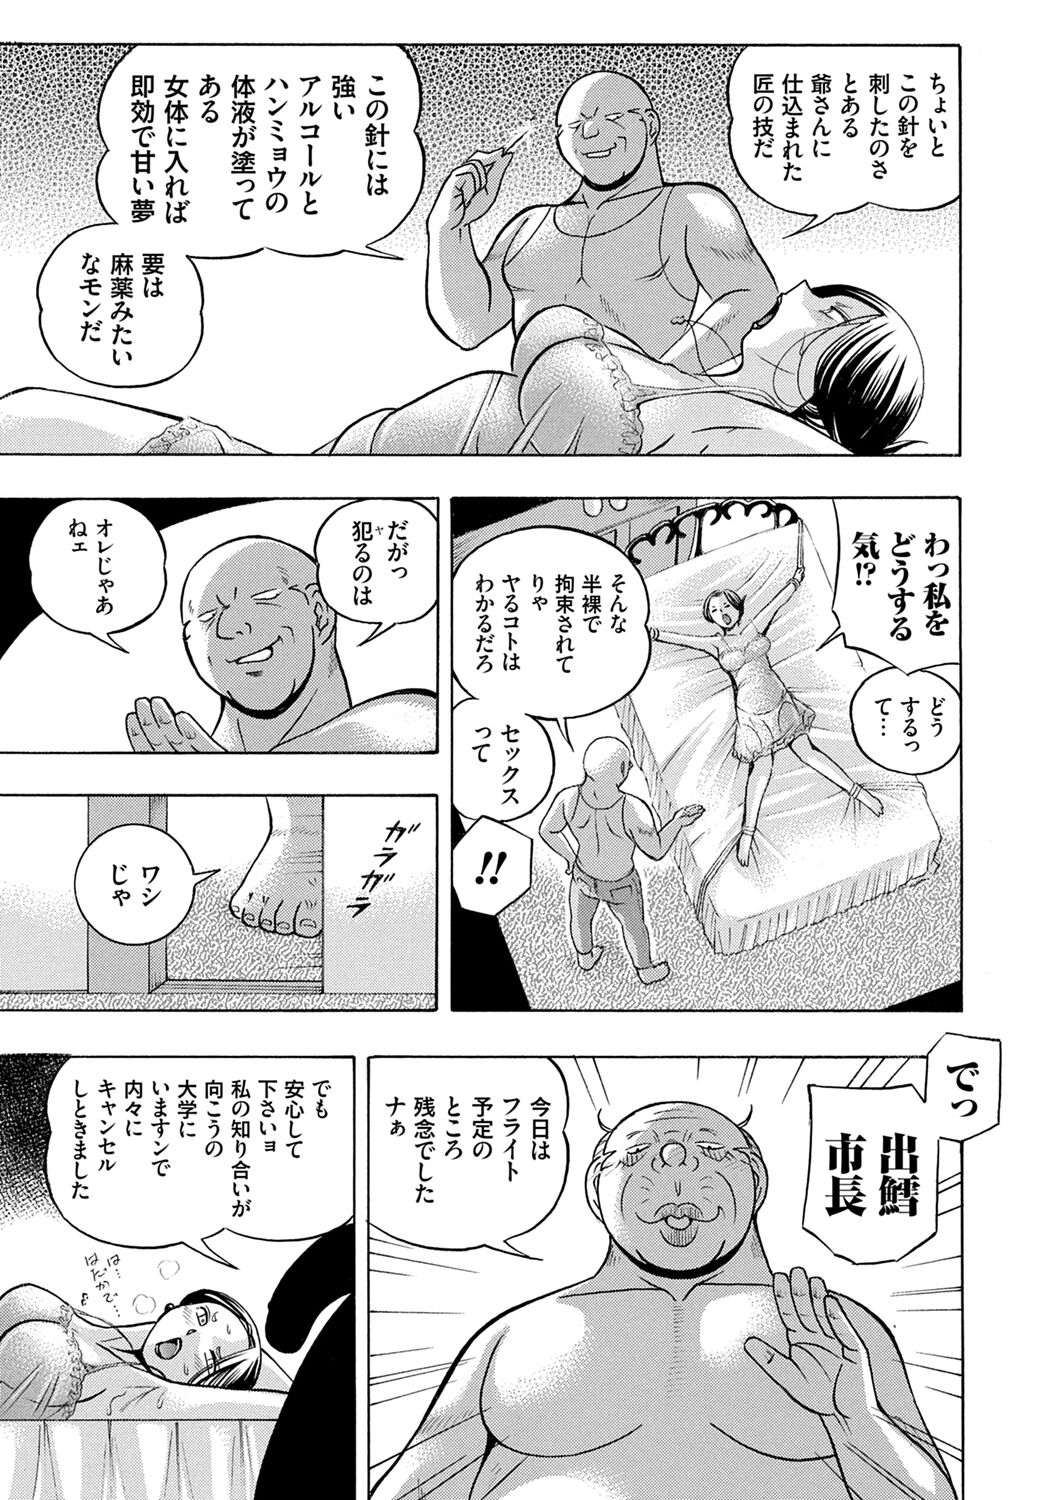 ちょいと
この針を
刺したのさ
とある
爺さんに
仕込まれた
匠の技だ
この針には
強い
アルコールと
ハンミョウの
体液が塗って
ある
女体に入れば
即効で甘い夢
要は
麻薬みたい
なモンだ
わっ私を
どうする
気!?
どう
するっ
て…
そんな
半裸で
拘束されて
りゃ
ヤるコトは
わかるだろ
セックス
って
!!
だがっ
犯るのは
ヤ
オレじゃあ
ねェ
ガラガラ
ワシ
じゃ
でっ
出鱈
市長
今日は
フライト
予定の
ところ
残念でした
ナぁ
でも
安心して
下さいョ
私の知り合いが
向こうの
大学に
いますンで
内々に
キャンセル
しときました
は…
はだかで…